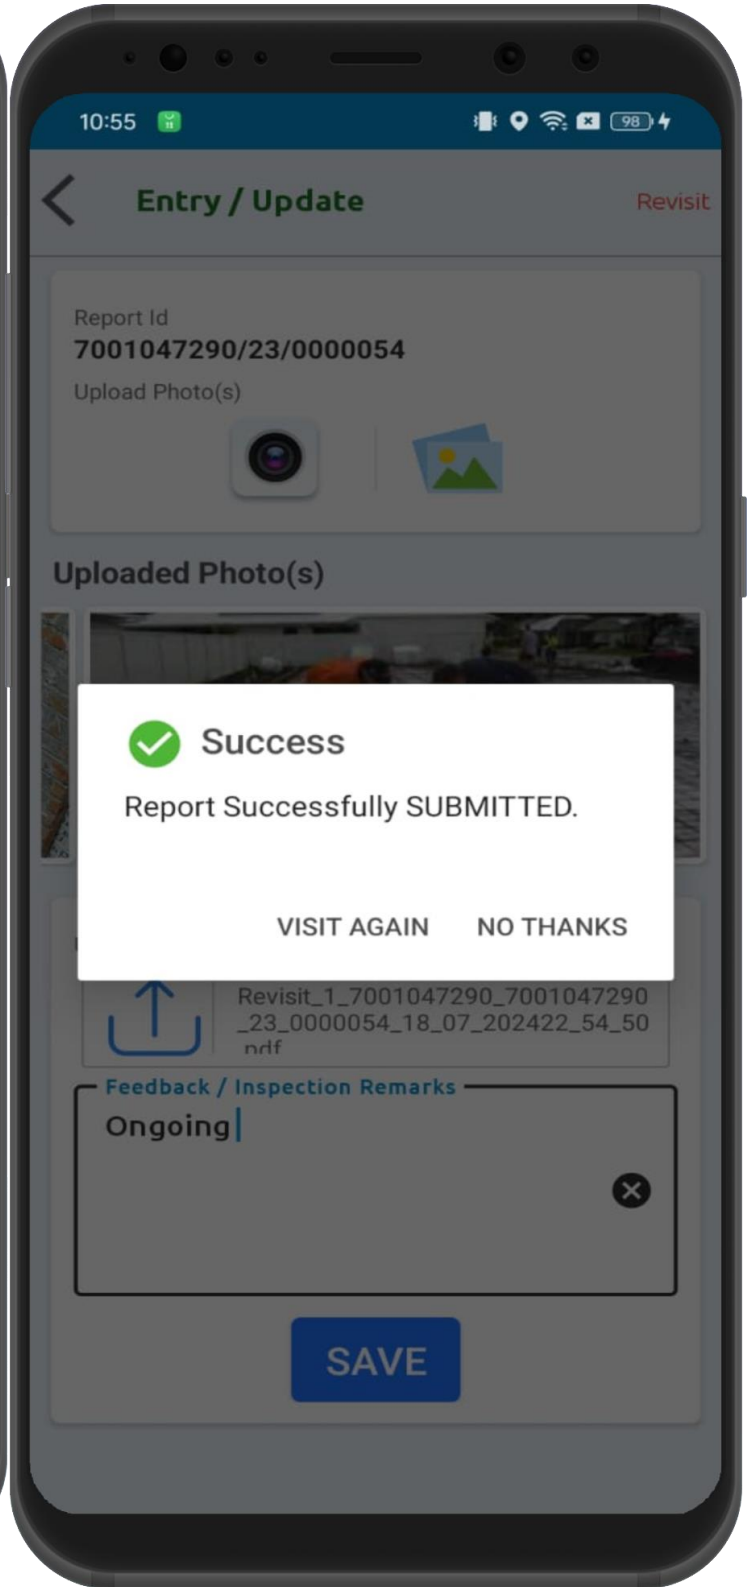 10:55
98
Entry / Update
Revisit
Report Id
7001047290/23/0000054
Upload Photo(s)
Uploaded Photo(s)
Success
Report Successfully SUBMITTED.
VISIT AGAIN NO THANKS
Revisit_1_7001047290_7001047290
_23_0000054_18_07_202422_54_50
.pdf
Feedback / Inspection Remarks
Ongoing
SAVE